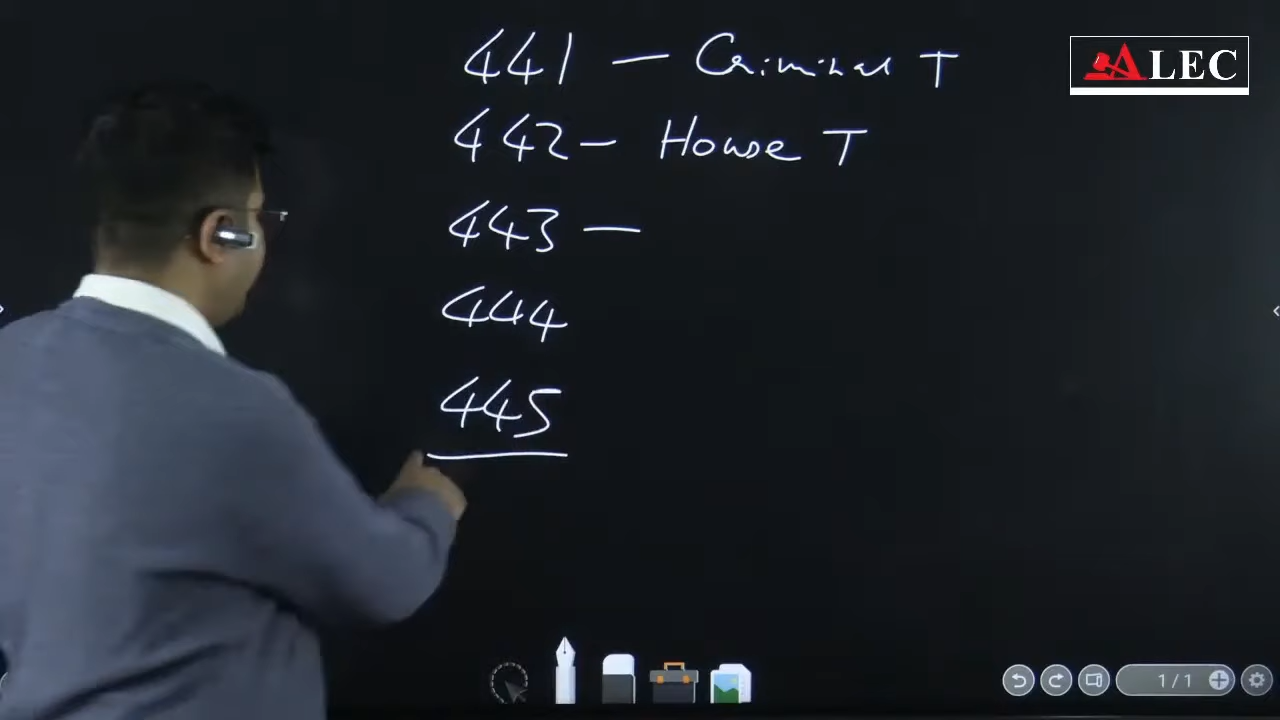 441 — Criminal T
ALEC
442 — House T
443 —
444
445
1/1